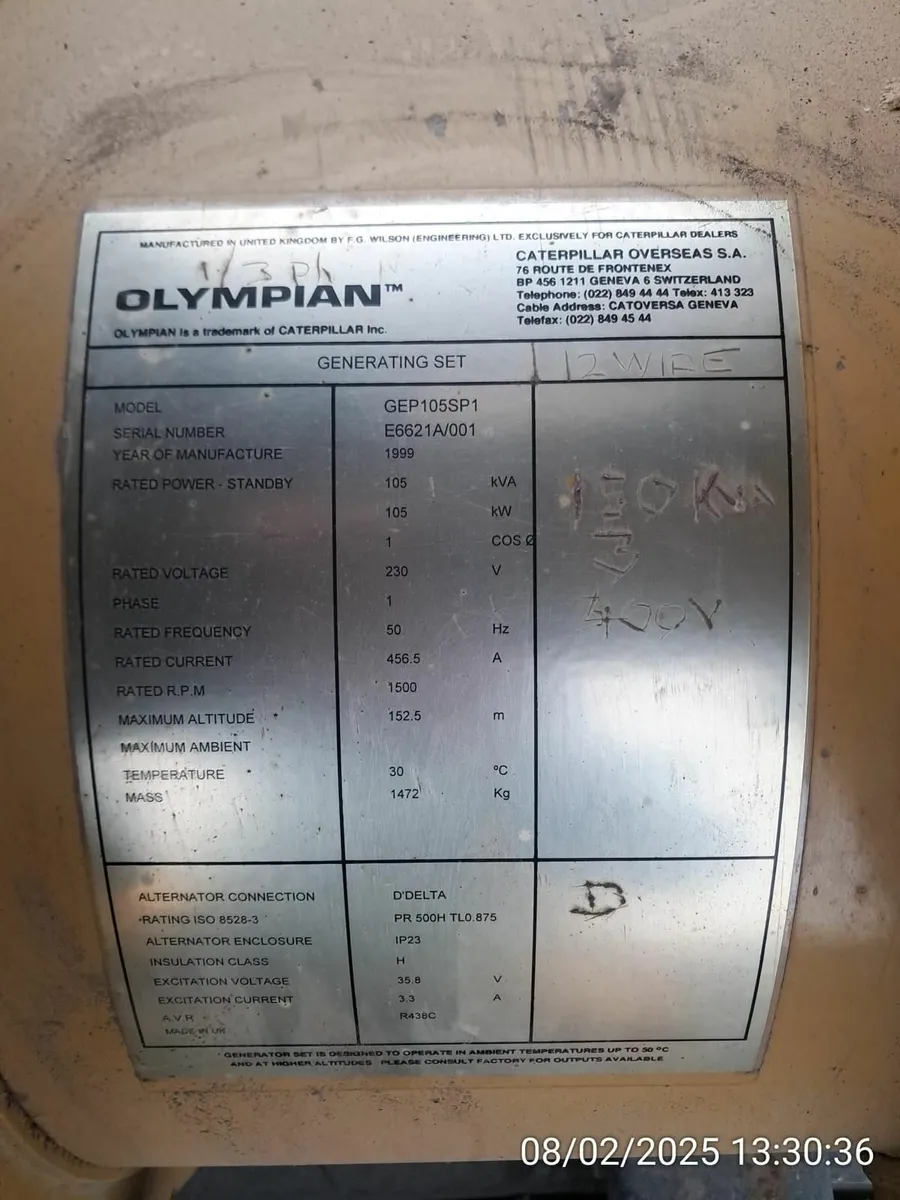 MANUFACTURED IN UNITED KINGDOM BY F.G. WILSON (ENGINEERING) LTD. EXCLUSIVELY FOR CATERPILLAR DEALERS
1/3 Ph
OLYMPIAN™
OLYMPIAN is a trademark of CATERPILLAR Inc.
CATERPILLAR OVERSEAS S.A.
76 ROUTE DE FRONTENEX
BP 456 1211 GENEVA 6 SWITZERLAND
Telephone: (022) 849 44 44 Telex: 413 323
Cable Address: CATOVERSA GENEVA
Telefax: (022) 849 45 44
GENERATING SET 12 WIRE
MODEL GEP105SP1
SERIAL NUMBER E6621A/001
YEAR OF MANUFACTURE 1999
RATED POWER - STANDBY 105 kVA
105 kW
1 COS Ø
3
RATED VOLTAGE 230 V
PHASE 1
400V
RATED FREQUENCY 50 Hz
RATED CURRENT 456.5 A
RATED R.P.M 1500
MAXIMUM ALTITUDE 152.5 m
MAXIMUM AMBIENT
TEMPERATURE 30 ºC
MASS 1472 Kg
ALTERNATOR CONNECTION D'DELTA
D
RATING ISO 8528-3 PR 500H TL0.875
ALTERNATOR ENCLOSURE IP23
INSULATION CLASS H
EXCITATION VOLTAGE 35.8 V
EXCITATION CURRENT 3.3 A
A.V.R R438C
MADE IN UK
GENERATOR SET IS DESIGNED TO OPERATE IN AMBIENT TEMPERATURES UP TO 50 ºC
AND AT HIGHER ALTITUDES PLEASE CONSULT FACTORY FOR OUTPUTS AVAILABLE
08/02/2025 13:30:36